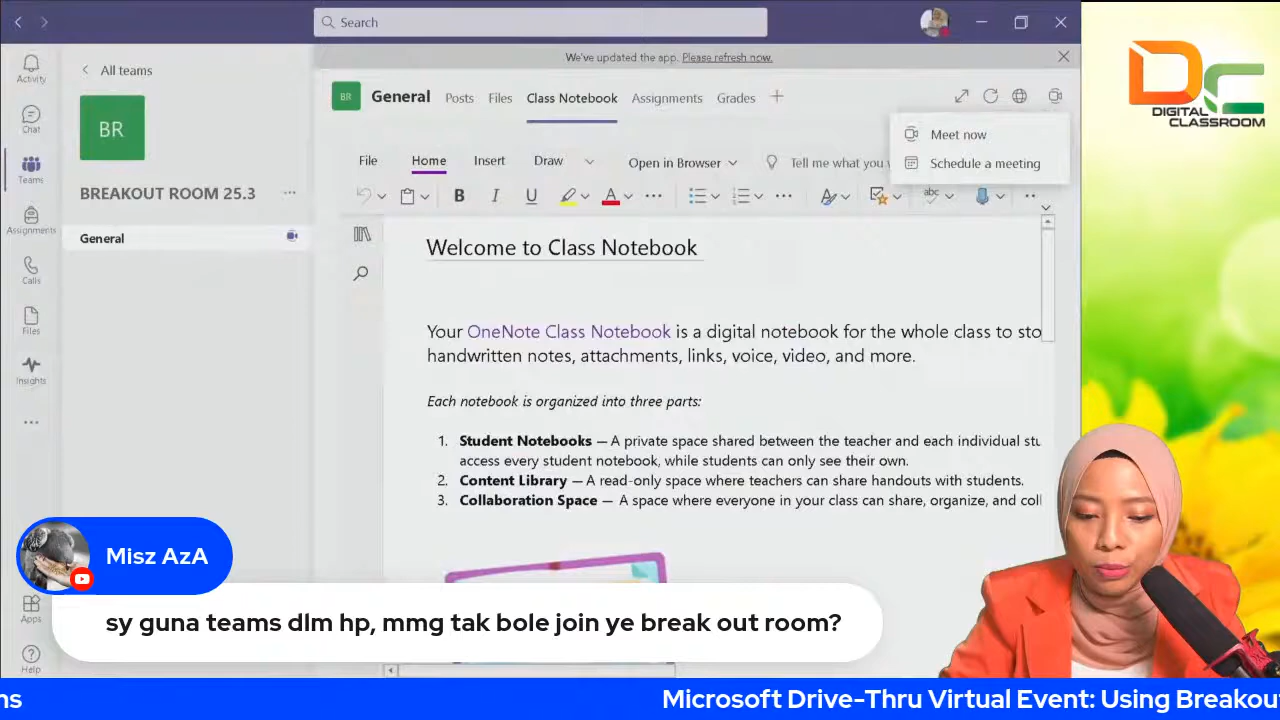 Search
We've updated the app. Please refresh now.
Activity
Chat
Teams
Assignments
Calls
Files
Insights
Apps
Help
All teams
BR
BREAKOUT ROOM 25.3
General
BR
General
Posts
Files
Class Notebook
Assignments
Grades
Meet now
Schedule a meeting
File
Home
Insert
Draw
Open in Browser
Tell me what you
B
I
U
A
abc
Welcome to Class Notebook
Your OneNote Class Notebook is a digital notebook for the whole class to sto
handwritten notes, attachments, links, voice, video, and more.
Each notebook is organized into three parts:
1. Student Notebooks — A private space shared between the teacher and each individual stu
access every student notebook, while students can only see their own.
2. Content Library — A read-only space where teachers can share handouts with students.
3. Collaboration Space — A space where everyone in your class can share, organize, and coll
DC
DIGITAL
CLASSROOM
Misz AzA
sy guna teams dlm hp, mmg tak bole join ye break out room?
ns
Microsoft Drive-Thru Virtual Event: Using Breakou